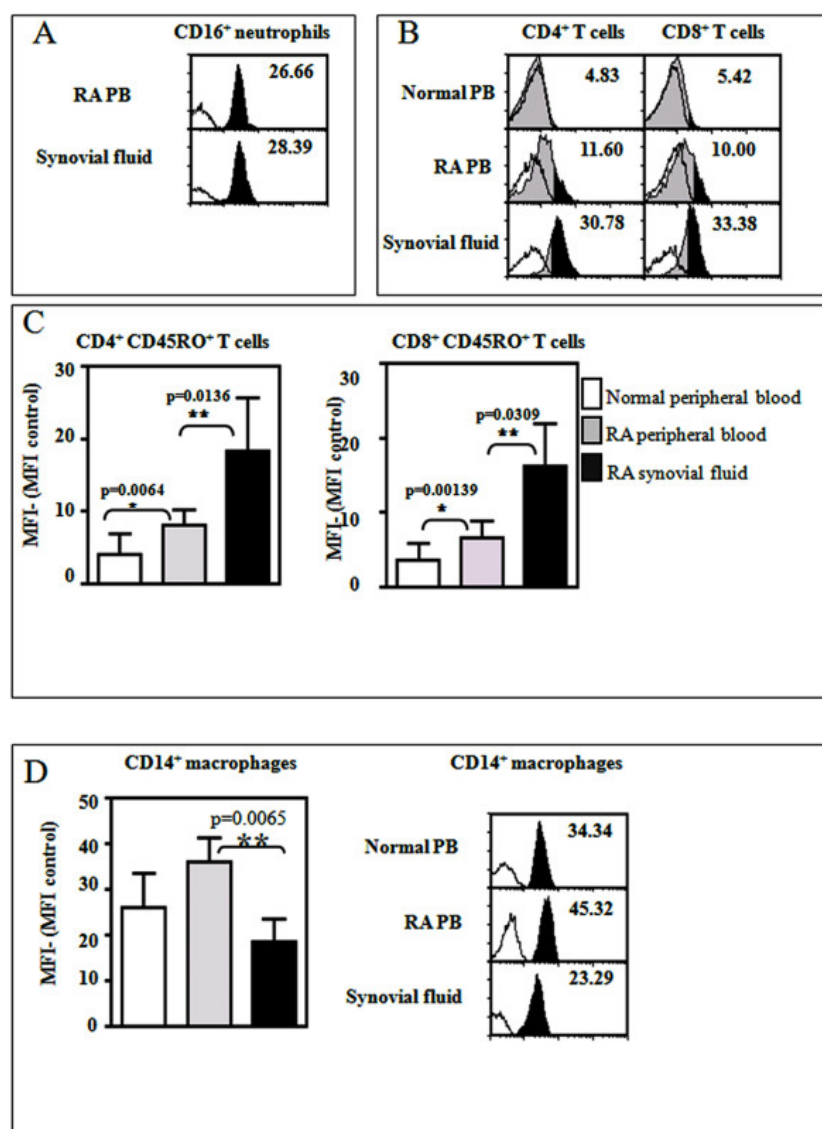 A
CD16⁺ neutrophils
RA PB
26.66
Synovial fluid
28.39
B
CD4⁺ T cells
CD8⁺ T cells
Normal PB
4.83
5.42
RA PB
11.60
10.00
Synovial fluid
30.78
33.38
C
CD4⁺ CD45RO⁺ T cells
MFI- (MFI control)
30
20
10
0
p=0.0064
*
p=0.0136
**
CD8⁺ CD45RO⁺ T cells
MFI- (MFI control)
30
20
10
0
p=0.00139
*
p=0.0309
**
Normal peripheral blood
RA peripheral blood
RA synovial fluid
D
CD14⁺ macrophages
MFI- (MFI control)
50
40
30
20
10
0
p=0.0065
**
CD14⁺ macrophages
Normal PB
34.34
RA PB
45.32
Synovial fluid
23.29